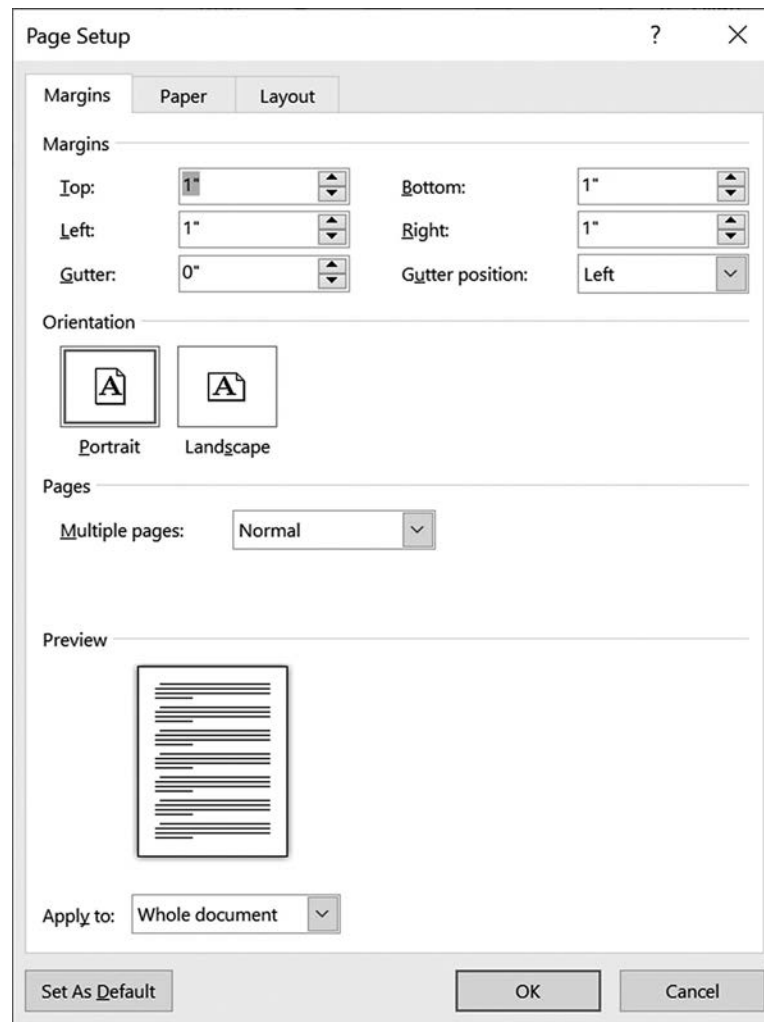 Page Setup ? ×
Margins Paper Layout
Margins
Top: 1" Bottom: 1"
Left: 1" Right: 1"
Gutter: 0" Gutter position: Left
Orientation
A A
Portrait Landscape
Pages
Multiple pages: Normal
Preview
Apply to: Whole document
Set As Default OK Cancel